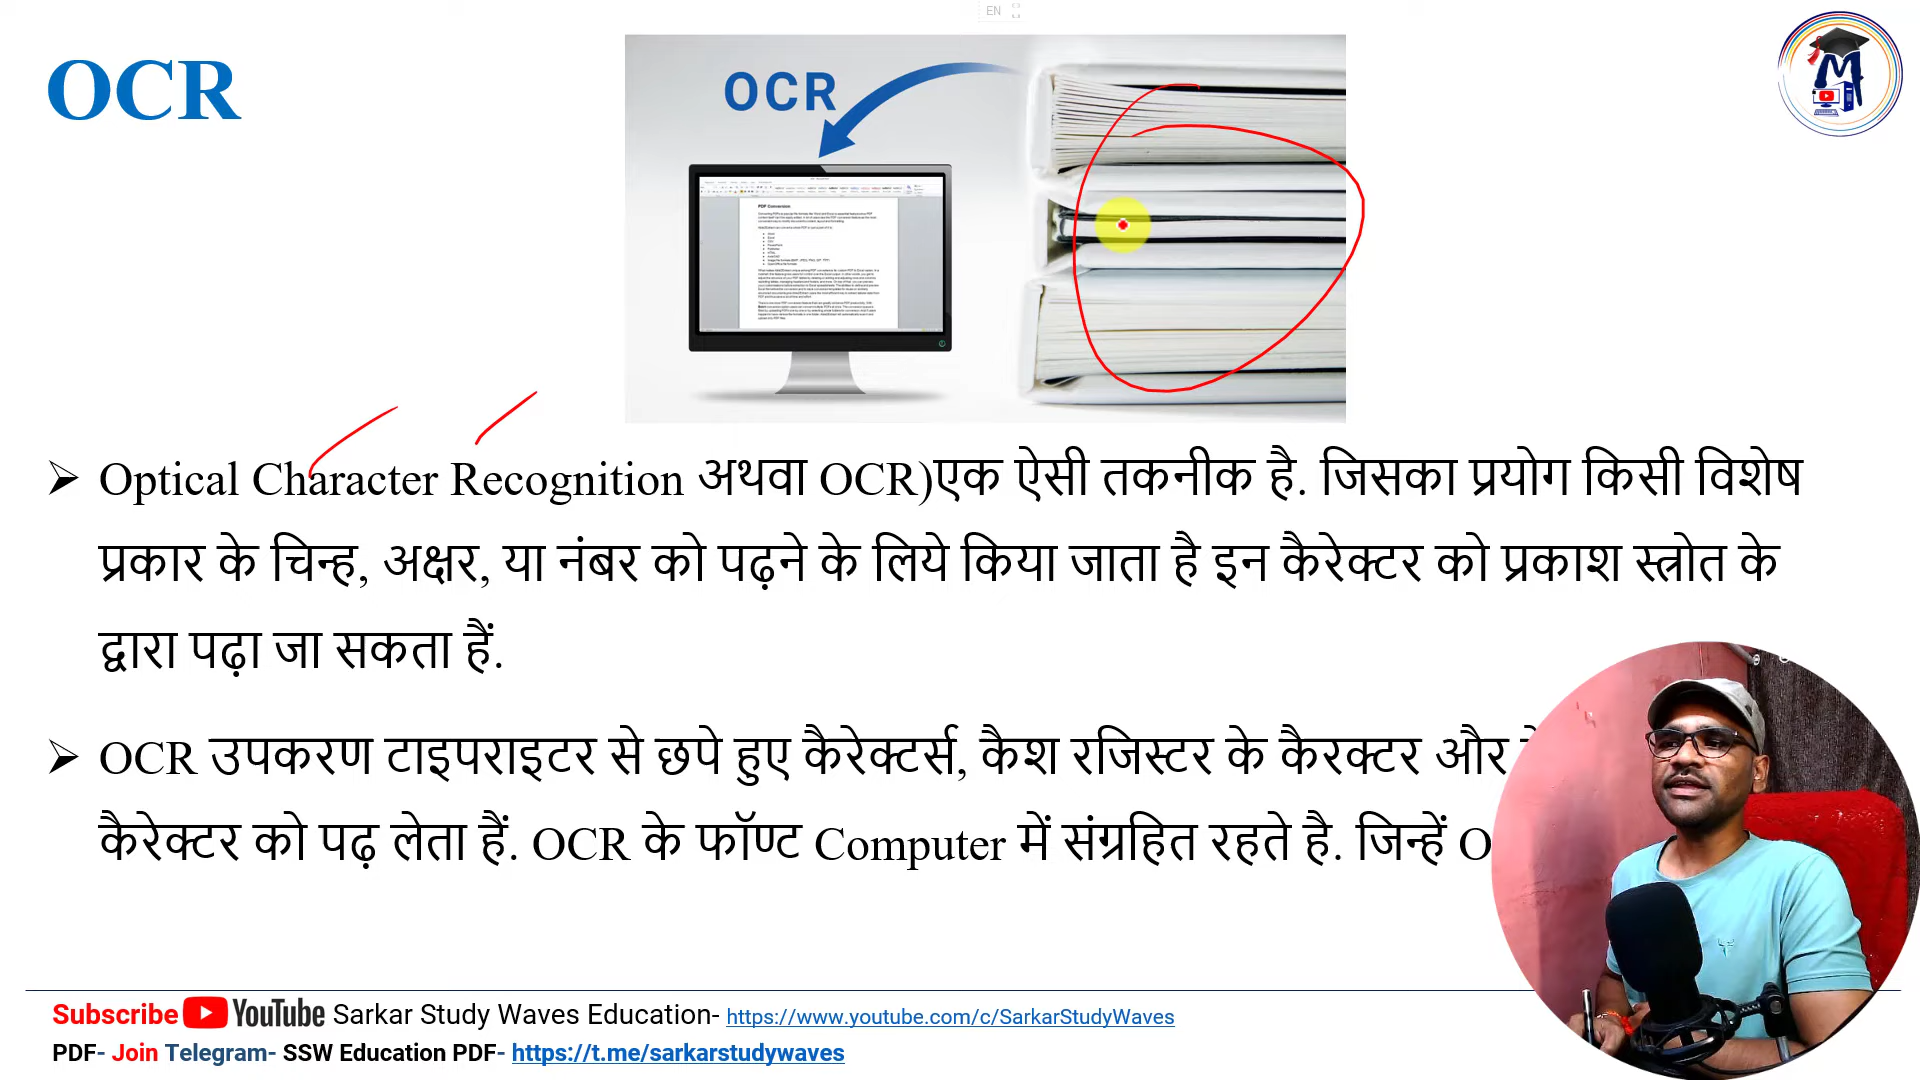 EN
OCR
OCR
PDF Conversion
Optical Character Recognition अथवा OCR)एक ऐसी तकनीक है. जिसका प्रयोग किसी विशेष
प्रकार के चिन्ह, अक्षर, या नंबर को पढ़ने के लिये किया जाता है इन कैरेक्टर को प्रकाश स्त्रोत के
द्वारा पढ़ा जा सकता हैं.
OCR उपकरण टाइपराइटर से छपे हुए कैरेक्टर्स, कैश रजिस्टर के कैरक्टर और
कैरेक्टर को पढ़ लेता हैं. OCR के फॉण्ट Computer में संग्रहित रहते है. जिन्हें O
Subscribe YouTube Sarkar Study Waves Education- https://www.youtube.com/c/SarkarStudyWaves
PDF- Join Telegram- SSW Education PDF- https://t.me/sarkarstudywaves